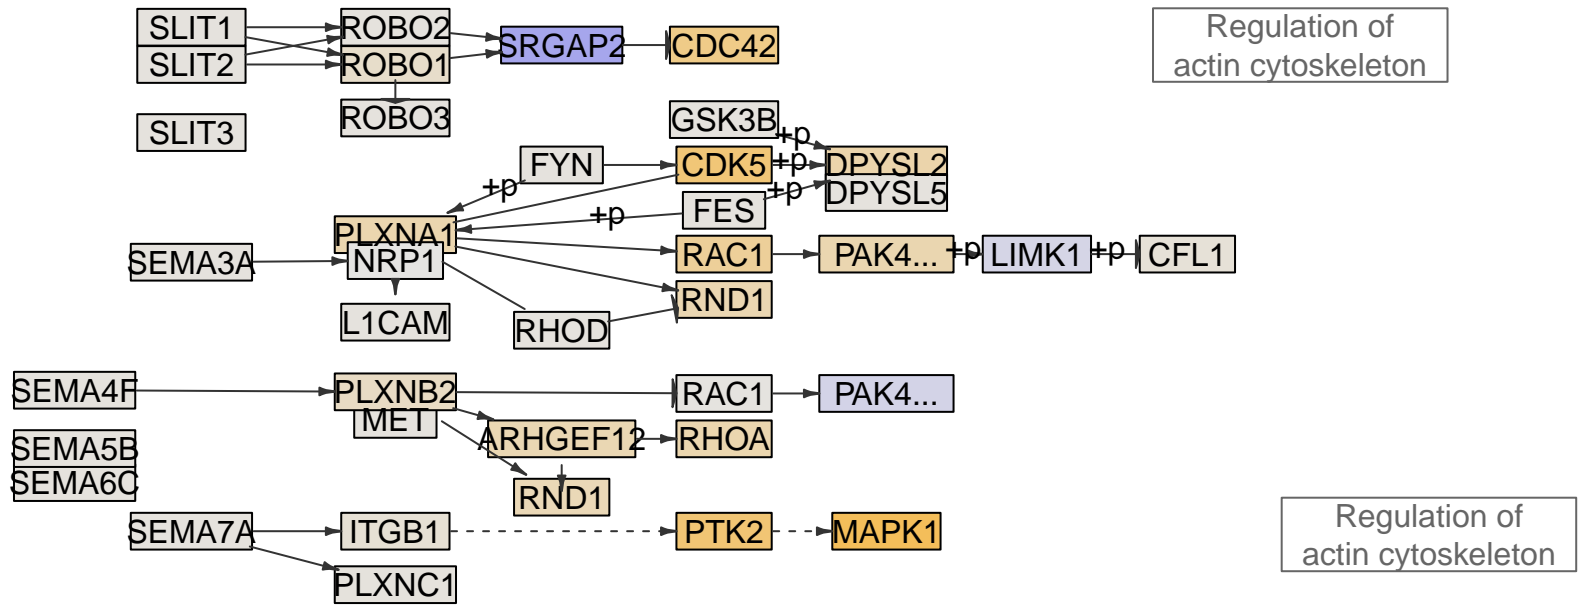 SLIT1
ROBO2
SRGAP2
CDC42
Regulation of
actin cytoskeleton
SLIT2
ROBO1
SLIT3
ROBO3
GSK3B
+p
FYN
CDK5
+p
DPYSL2
+p
FES
+p
DPYSL5
+p
PLXNA1
SEMA3A
NRP1
RAC1
PAK4...
+p
LIMK1
+p
CFL1
RND1
L1CAM
RHOD
SEMA4F
PLXNB2
RAC1
PAK4...
MET
ARHGEF12
RHOA
SEMA5B
SEMA6C
RND1
SEMA7A
ITGB1
PTK2
MAPK1
Regulation of
actin cytoskeleton
PLXNC1